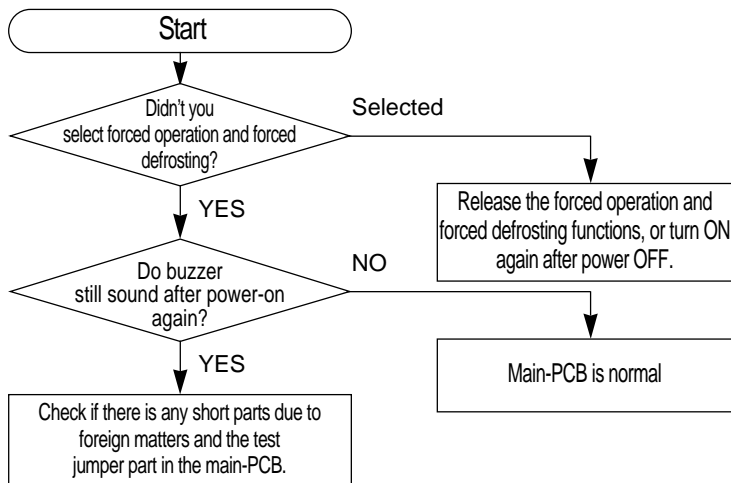 Start
Didn't you
select forced operation and forced
defrosting?
Selected
YES
Release the forced operation and
forced defrosting functions, or turn ON
again after power OFF.
Do buzzer
still sound after power-on
again?
NO
YES
Main-PCB is normal
Check if there is any short parts due to
foreign matters and the test
jumper part in the main-PCB.